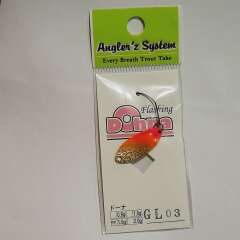 Angler'z System
Every Breath Trout Take
Flashing
Dohna
ドーナ
GL03